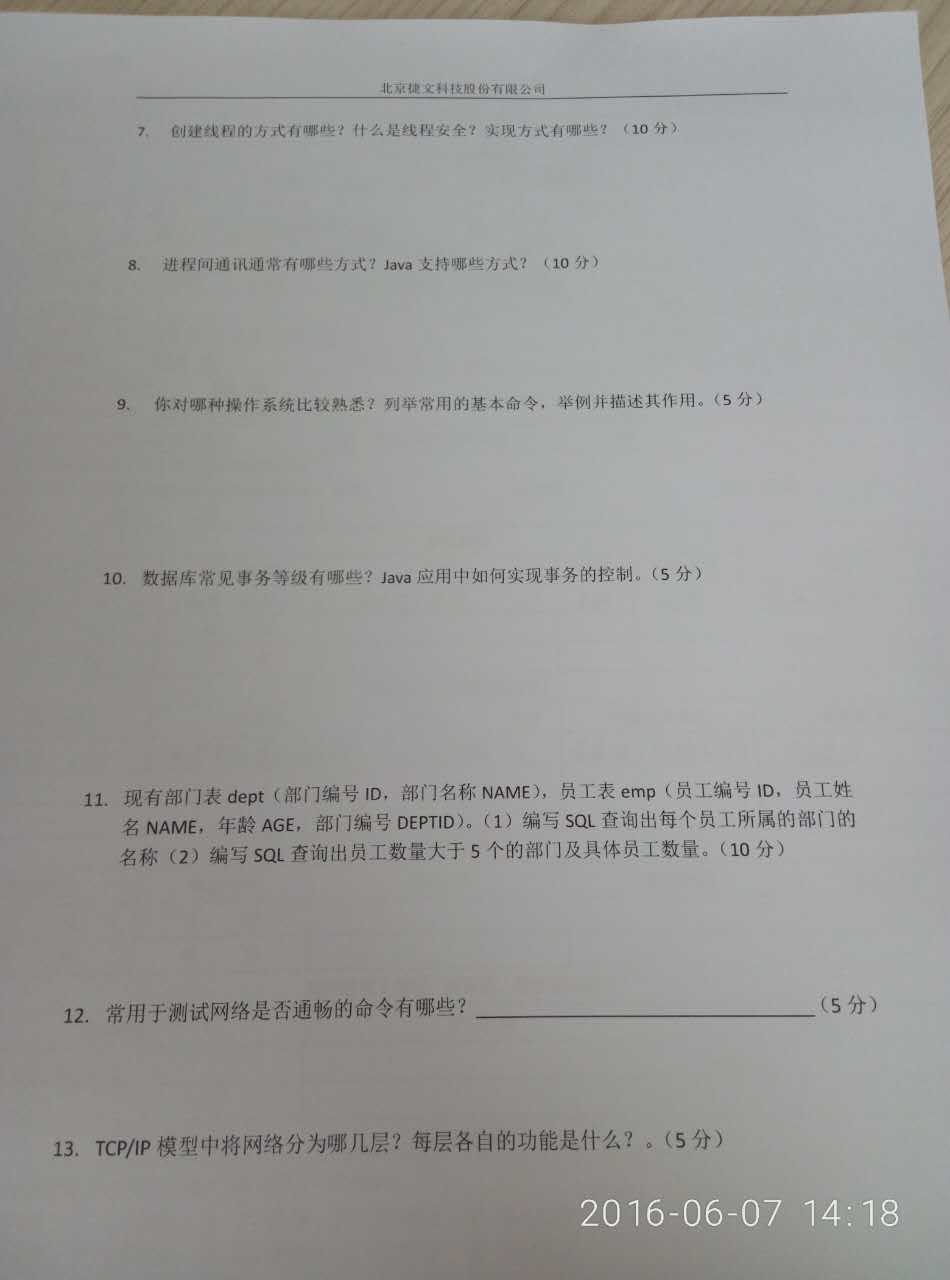 北京捷文科技股份有限公司
7. 创建线程的方式有哪些？什么是线程安全？实现方式有哪些？（10 分）
8. 进程间通讯通常有哪些方式？Java 支持哪些方式？（10 分）
9. 你对哪种操作系统比较熟悉？列举常用的基本命令，举例并描述其作用。（5 分）
10. 数据库常见事务等级有哪些？Java 应用中如何实现事务的控制。（5 分）
11. 现有部门表 dept（部门编号 ID，部门名称 NAME），员工表 emp（员工编号 ID，员工姓
名 NAME，年龄 AGE，部门编号 DEPTID）。（1）编写 SQL 查询出每个员工所属的部门的
名称（2）编写 SQL 查询出员工数量大于 5 个的部门及具体员工数量。（10 分）
12. 常用于测试网络是否通畅的命令有哪些？（5 分）
13. TCP/IP 模型中将网络分为哪几层？每层各自的功能是什么？。（5 分）
2016-06-07 14:18